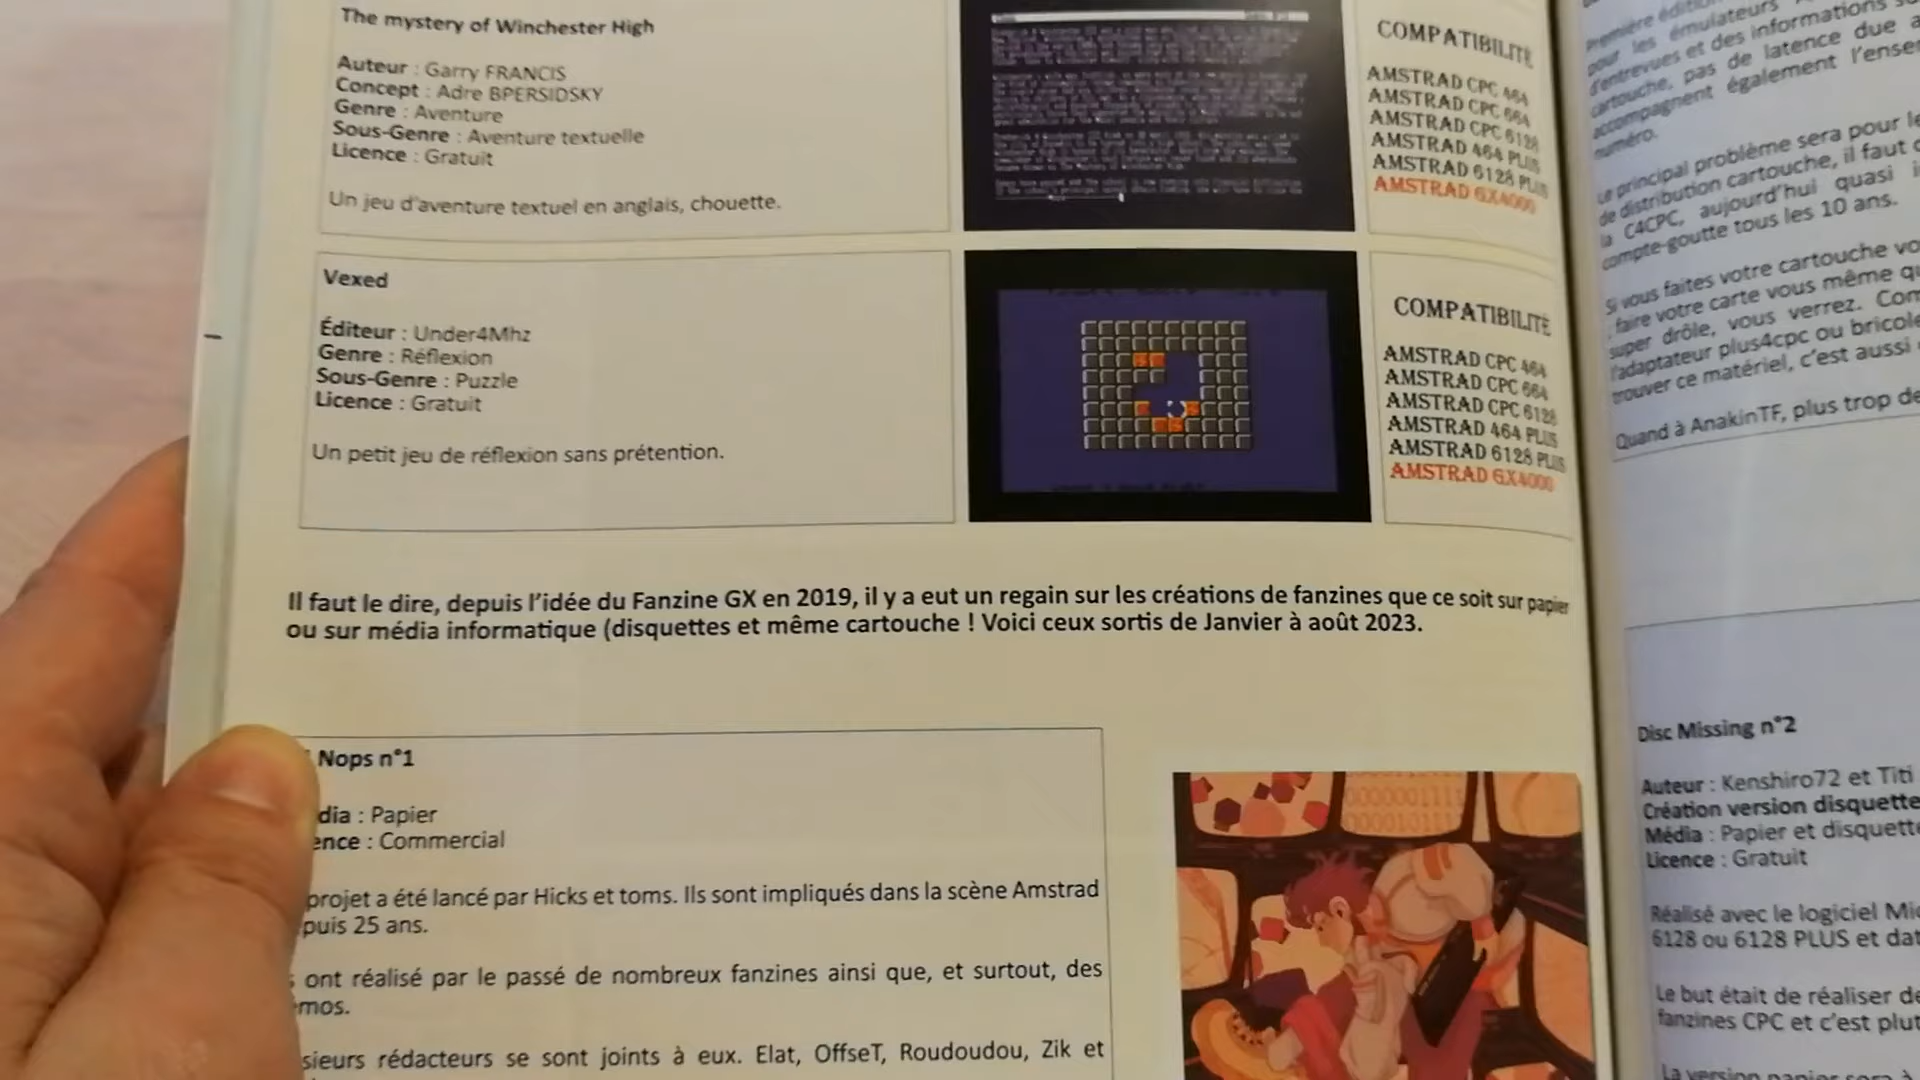 The mystery of Winchester High
Auteur : Garry FRANCIS
Concept : Adre BPERSIDSKY
Genre : Aventure
Sous-Genre : Aventure textuelle
Licence : Gratuit
Un jeu d'aventure textuel en anglais, chouette.
COMPATIBILITÉ
AMSTRAD CPC 464
AMSTRAD CPC 664
AMSTRAD CPC 6128
AMSTRAD 464 PLUS
AMSTRAD 6128 PLUS
AMSTRAD GX4000
Vexed
Éditeur : Under4Mhz
Genre : Réflexion
Sous-Genre : Puzzle
Licence : Gratuit
Un petit jeu de réflexion sans prétention.
COMPATIBILITÉ
AMSTRAD CPC 464
AMSTRAD CPC 664
AMSTRAD CPC 6128
AMSTRAD 464 PLUS
AMSTRAD 6128 PLUS
AMSTRAD GX4000
Il faut le dire, depuis l'idée du Fanzine GX en 2019, il y a eut un regain sur les créations de fanzines que ce soit sur papier
ou sur média informatique (disquettes et même cartouche ! Voici ceux sortis de Janvier à août 2023.
Nops n°1
dia : Papier
ence : Commercial
projet a été lancé par Hicks et toms. Ils sont impliqués dans la scène Amstrad
puis 25 ans.
ont réalisé par le passé de nombreux fanzines ainsi que, et surtout, des
mos.
sieurs rédacteurs se sont joints à eux. Elat, OffseT, Roudoudou, Zik et
0000001111
00001011
Première édition
pour les émulateurs
d'entrevues et des informations
cartouche, pas de latence due a
accompagnent également l'ense
numéro.
Le principal problème sera pour le
de distribution cartouche, il faut
la C4CPC, aujourd'hui quasi i
compte-goutte tous les 10 ans.
Si vous faites votre cartouche vo
: faire votre carte vous même qu
super drôle, vous verrez. Com
l'adaptateur plus4cpc ou bricole
trouver ce matériel, c'est aussi
Quand à AnakinTF, plus trop de
Disc Missing n°2
Auteur : Kenshiro72 et Titi
Création version disquette
Média : Papier et disquette
Licence : Gratuit
Réalisé avec le logiciel Mic
6128 ou 6128 PLUS et dat
Le but était de réaliser de
fanzines CPC et c'est plut
La version papier sera à